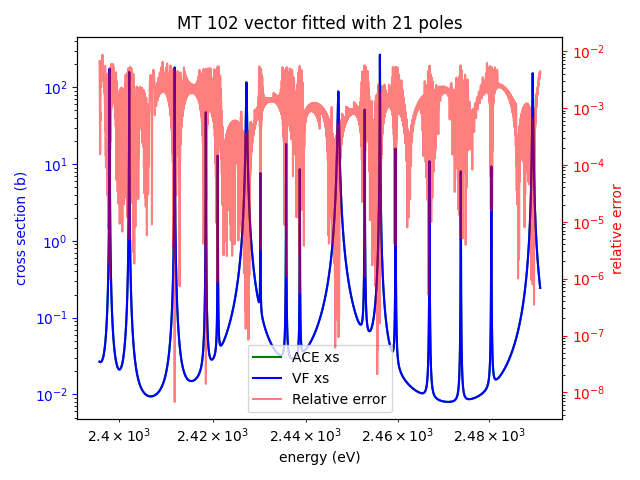 MT 102 vector fitted with 21 poles
cross section (b)
10²
10¹
10⁰
10⁻¹
10⁻²
10⁻²
10⁻³
10⁻⁴
10⁻⁵
10⁻⁶
10⁻⁷
10⁻⁸
relative error
ACE xs
VF xs
Relative error
2.4 × 10³ 2.42 × 10³ 2.44 × 10³ 2.46 × 10³ 2.48 × 10³
energy (eV)